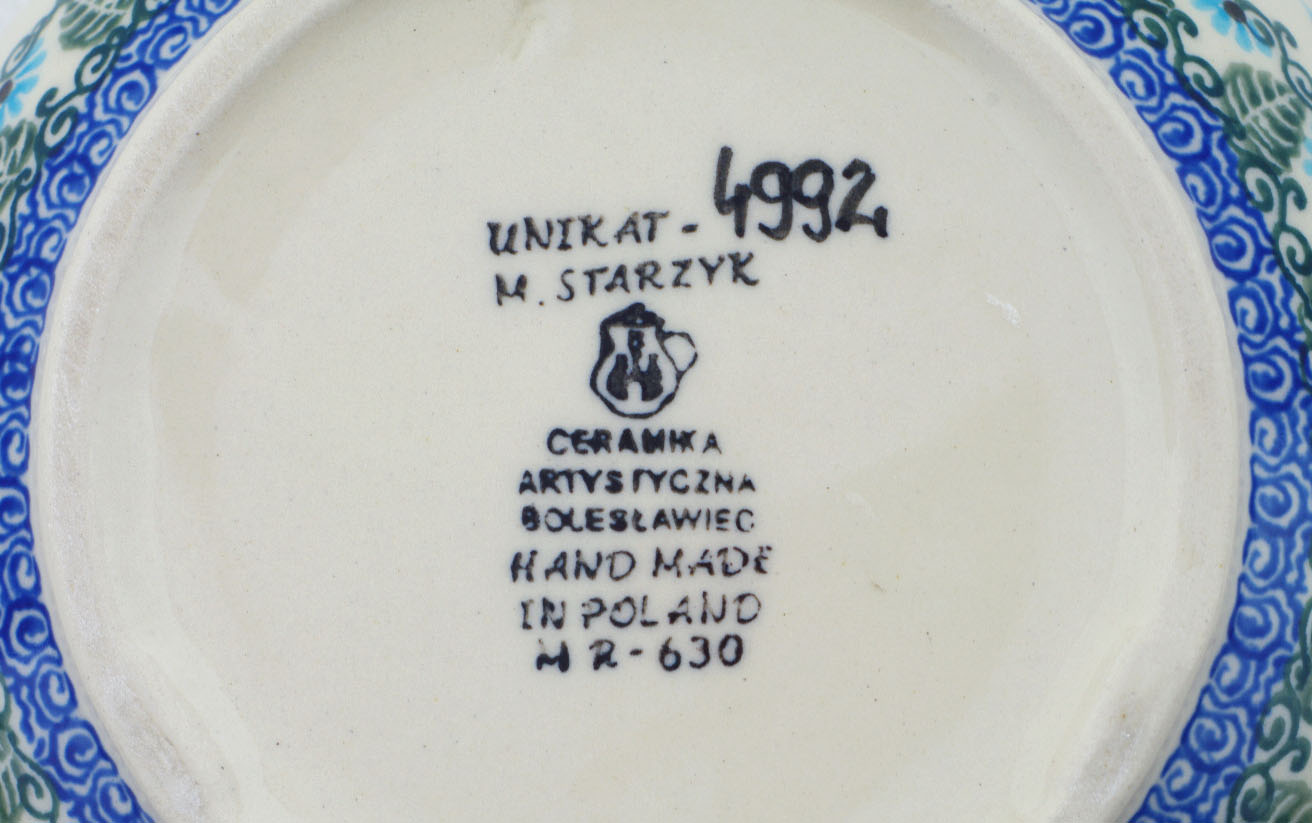 UNIKAT - 4992
M. STARZYK
CERAMIKA
ARTYSTYCZNA
BOLESŁAWIEC
HAND MADE
IN POLAND
MR-630